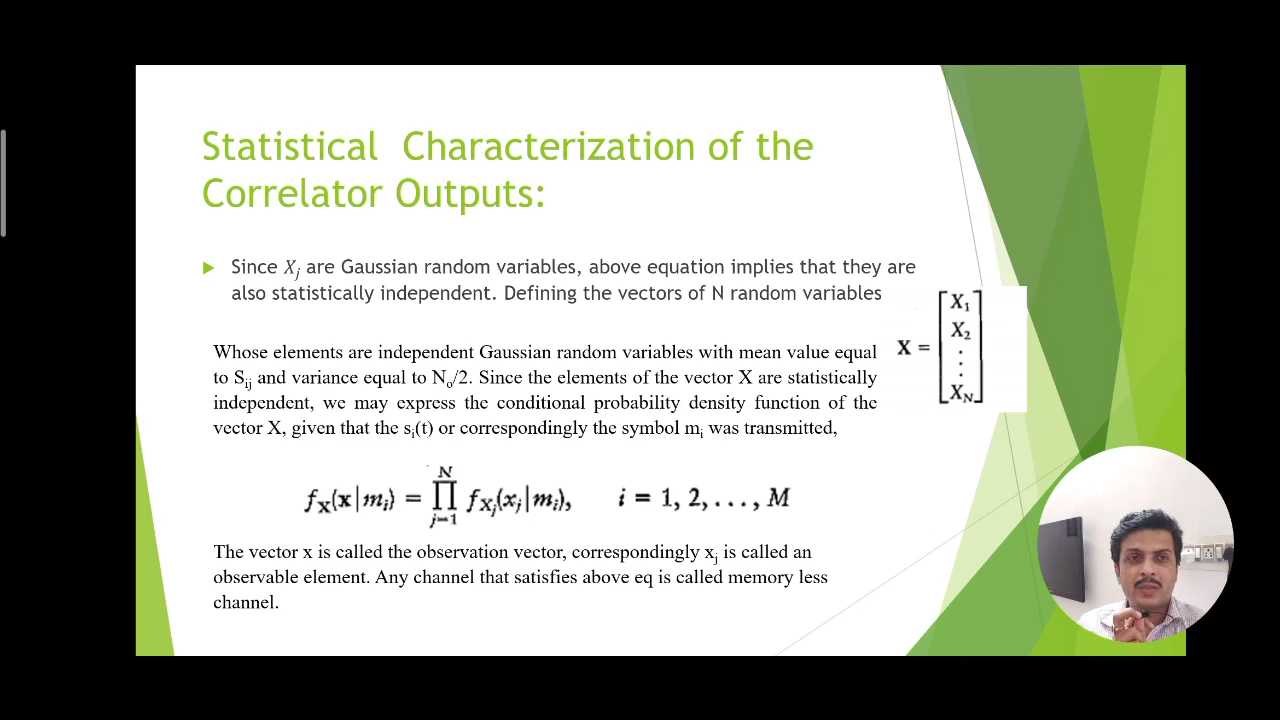 Statistical Characterization of the
Correlator Outputs:
Since Xj are Gaussian random variables, above equation implies that they are
also statistically independent. Defining the vectors of N random variables
X = [X1 X2 ⋮ XN]
Whose elements are independent Gaussian random variables with mean value equal
to Sij and variance equal to No/2. Since the elements of the vector X are statistically
independent, we may express the conditional probability density function of the
vector X, given that the si(t) or correspondingly the symbol mi was transmitted,
fX(x|mi) = ∏ j=1 N fXj(xj|mi), i = 1, 2, . . . , M
The vector x is called the observation vector, correspondingly xj is called an
observable element. Any channel that satisfies above eq is called memory less
channel.